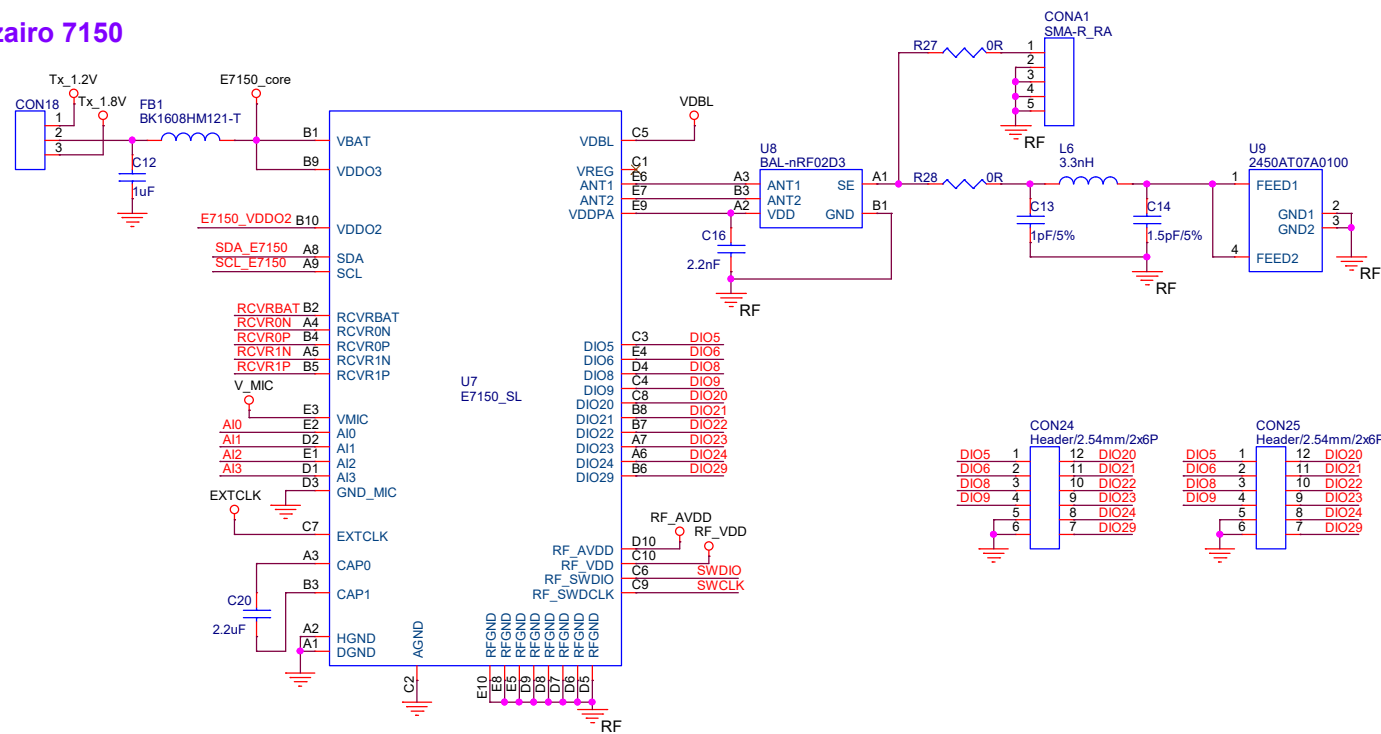 zairo 7150
CON18
Tx_1.2V
Tx_1.8V
1
2
3
C12
1uF
FB1
BK1608HM121-T
E7150_core
B1
VBAT
B9
VDDO3
E7150_VDDO2 B10
VDDO2
SDA_E7150 A8
SDA
SCL_E7150 A9
SCL
RCVRBAT B2
RCVRBAT
RCVR0N A4
RCVR0N
RCVR0P B4
RCVR0P
RCVR1N A5
RCVR1N
RCVR1P B5
RCVR1P
V_MIC
E3
VMIC
AI0 E2
AI0
AI1 D2
AI1
AI2 E1
AI2
AI3 D1
AI3
D3
GND_MIC
EXTCLK
C7
EXTCLK
A3
CAP0
B3
CAP1
C20
2.2uF
A2
HGND
A1
DGND
U7
E7150_SL
AGND
C2
RFGND RFGND RFGND RFGND RFGND RFGND RFGND RFGND
E10 E8 E5 D9 D8 D7 D6 D5
RF
VDBL
VDBL C5
VREG C1
ANT1 E6
ANT2 E7
VDDPA E9
C16
2.2nF
RF
U8
BAL-nRF02D3
A3 ANT1 SE A1
B3 ANT2
A2 VDD GND B1
R27 0R
CONA1
SMA-R_RA
1
2
3
4
5
RF
R28 0R
L6
3.3nH
C13
1pF/5%
C14
1.5pF/5%
RF
U9
2450AT07A0100
1 FEED1
GND1 2
GND2 3
4 FEED2
RF
DIO5 C3 DIO5
DIO6 E4 DIO6
DIO8 D4 DIO8
DIO9 C4 DIO9
DIO20 C8 DIO20
DIO21 B8 DIO21
DIO22 B7 DIO22
DIO23 A7 DIO23
DIO24 A6 DIO24
DIO29 B6 DIO29
RF_AVDD
RF_VDD
RF_AVDD D10
RF_VDD C10
RF_SWDIO C6 SWDIO
RF_SWDCLK C9 SWCLK
CON24
Header/2.54mm/2x6P
DIO5 1 12 DIO20
DIO6 2 11 DIO21
DIO8 3 10 DIO22
DIO9 4 9 DIO23
5 8 DIO24
6 7 DIO29
CON25
Header/2.54mm/2x6P
DIO5 1 12 DIO20
DIO6 2 11 DIO21
DIO8 3 10 DIO22
DIO9 4 9 DIO23
5 8 DIO24
6 7 DIO29